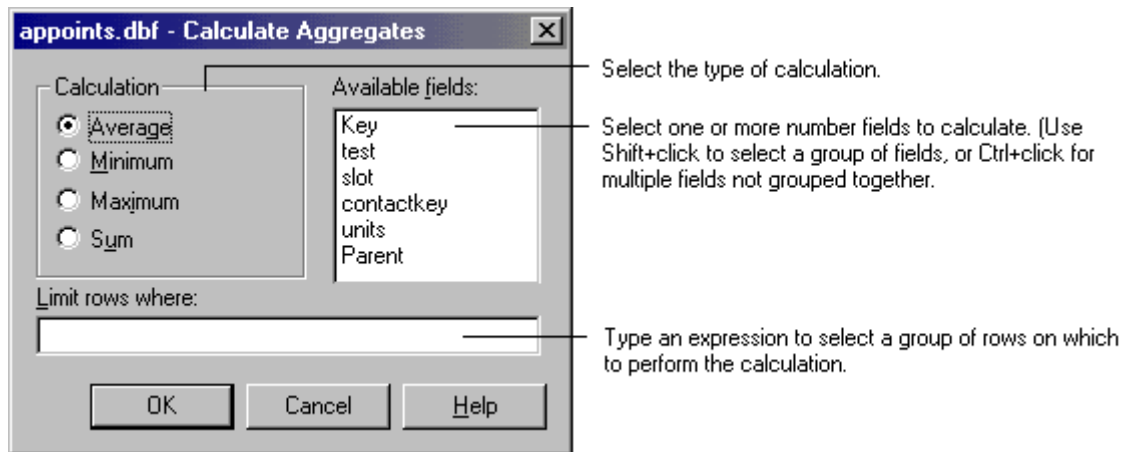 appoints.dbf - Calculate Aggregates
Calculation
Average
Minimum
Maximum
Sum
Available fields:
Key
test
slot
contactkey
units
Parent
Limit rows where:
OK
Cancel
Help
Select the type of calculation.
Select one or more number fields to calculate. (Use
Shift+click to select a group of fields, or Ctrl+click for
multiple fields not grouped together.
Type an expression to select a group of rows on which
to perform the calculation.